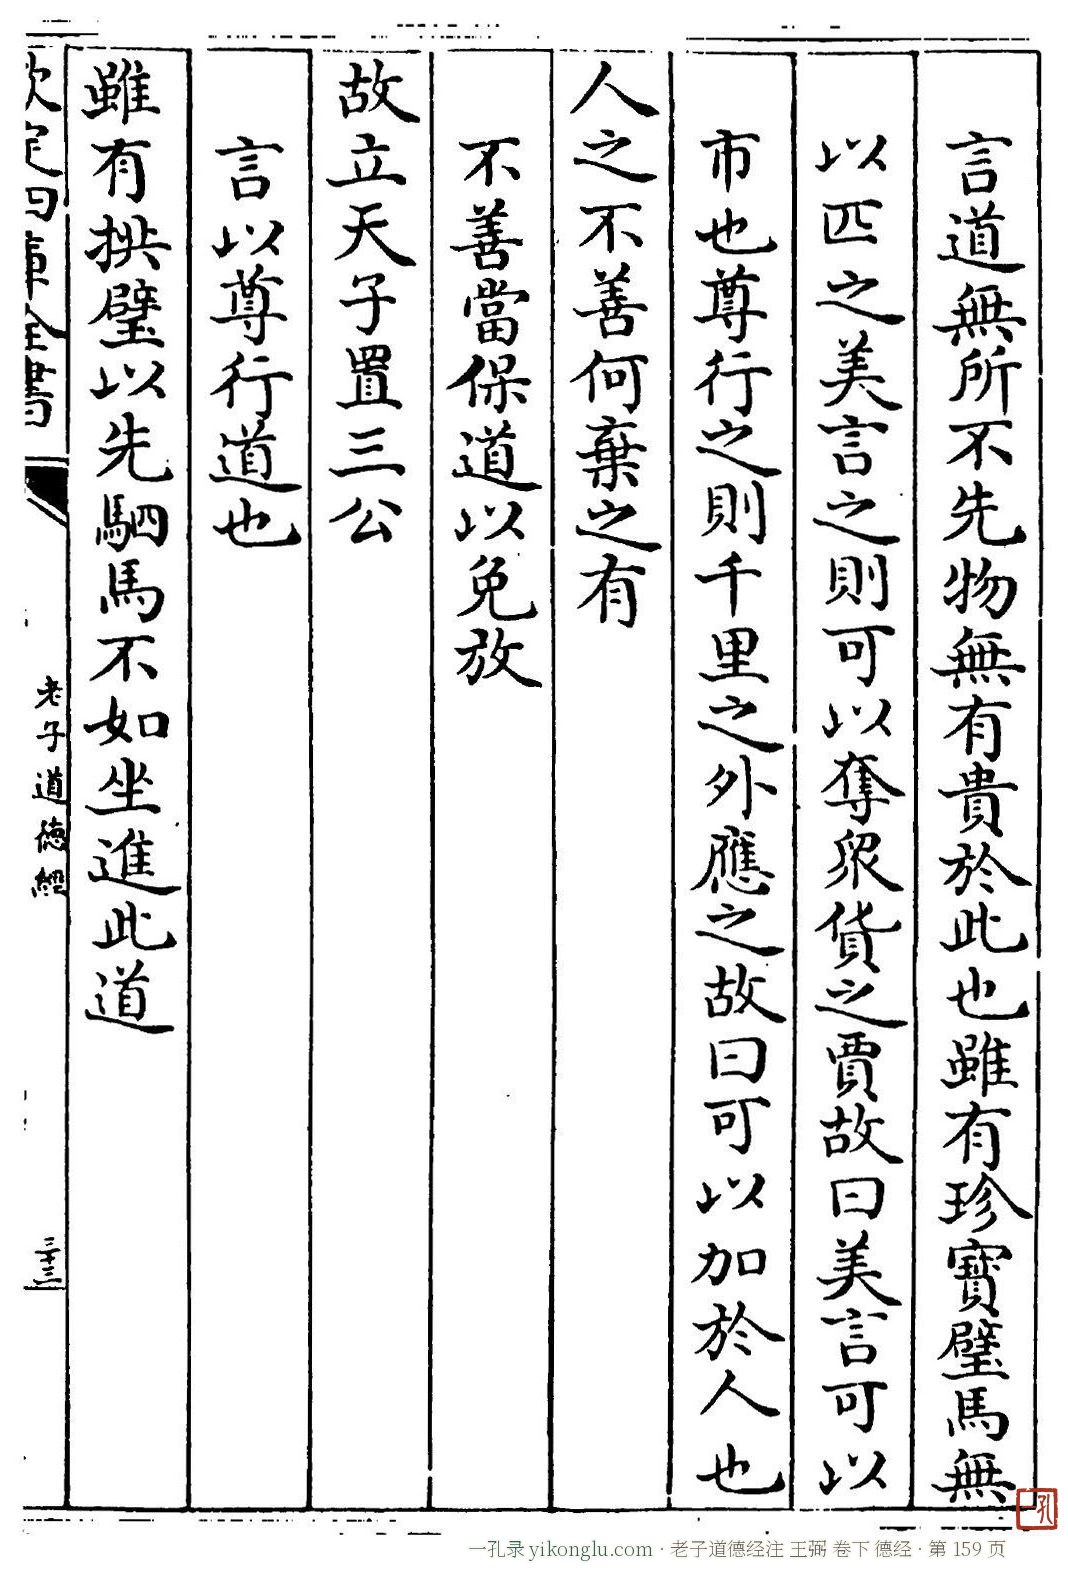 言道無所不先物無有貴於此也雖有珍寶璧馬無
以匹之美言之則可以奪衆貨之賈故曰美言可以
市也尊行之則千里之外應之故曰可以加於人也
人之不善何棄之有
不善當保道以免放
故立天子置三公
言以尊行道也
雖有拱璧以先駟馬不如坐進此道
欽定四庫全書
老子道德經
三十三
一孔
一孔录 yikonglu.com · 老子道德经注 王弼 卷下 德经 · 第 159 页